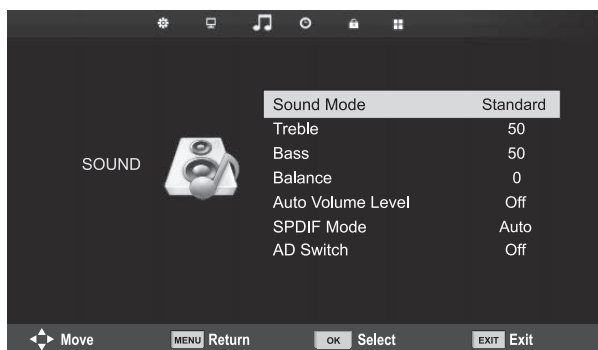 Sound Mode Standard
Treble 50
Bass 50
SOUND
Balance 0
Auto Volume Level Off
SPDIF Mode Auto
AD Switch Off
Move MENU Return OK Select EXIT Exit